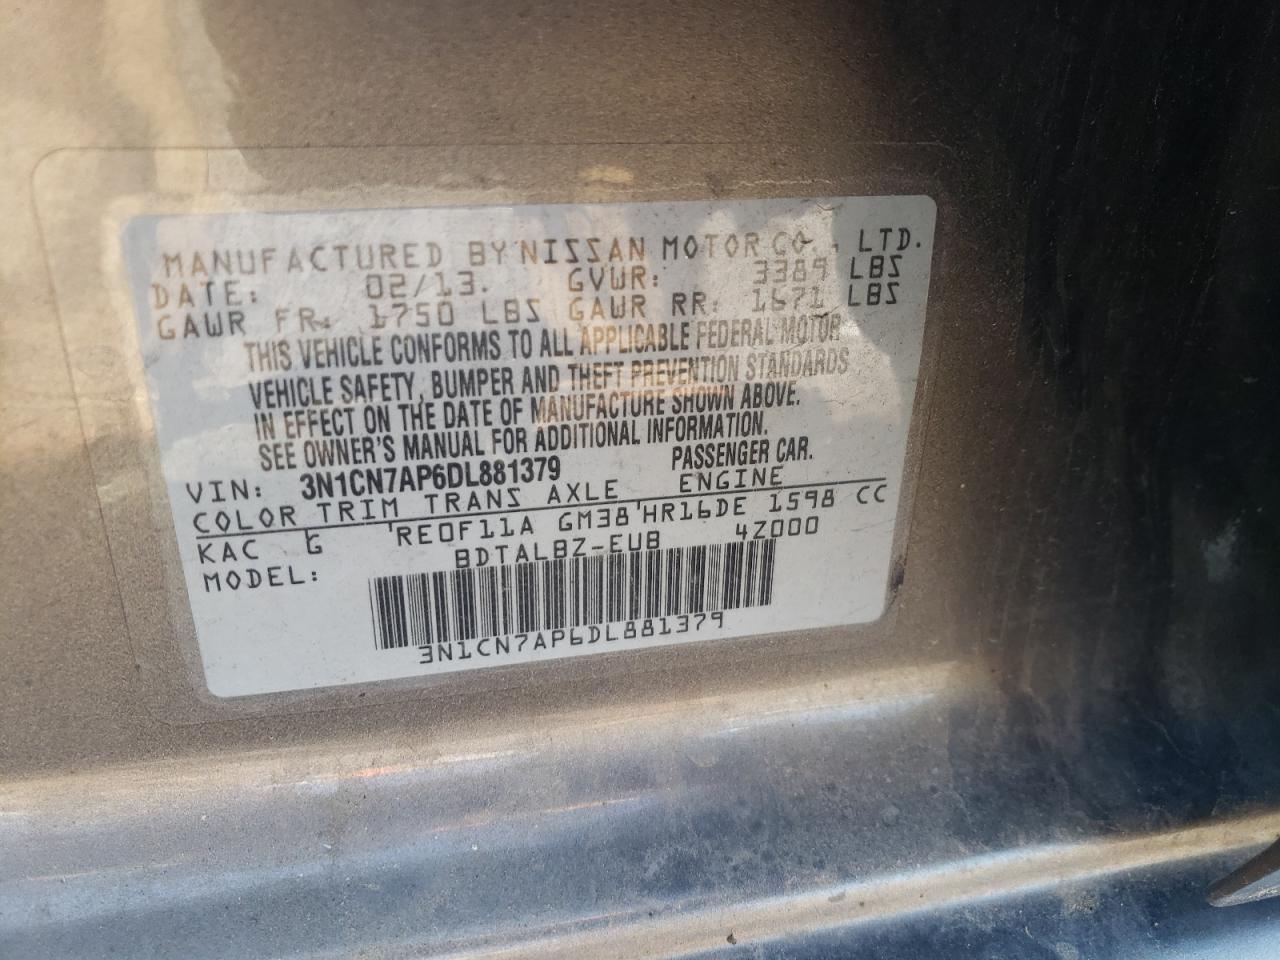 MANUFACTURED BY NISSAN MOTOR CO., LTD.
DATE: 02/13. GVWR: 3389 LBS
GAWR FR: 1750 LBS GAWR RR: 1671 LBS
THIS VEHICLE CONFORMS TO ALL APPLICABLE FEDERAL MOTOR
VEHICLE SAFETY, BUMPER AND THEFT PREVENTION STANDARDS
IN EFFECT ON THE DATE OF MANUFACTURE SHOWN ABOVE.
SEE OWNER'S MANUAL FOR ADDITIONAL INFORMATION.
VIN: 3N1CN7AP6DL881379 PASSENGER CAR.
COLOR TRIM TRANS AXLE ENGINE
KAC G RE0F11A GM38 HR16DE 1598 CC
MODEL: BDTALBZ-EUB 4Z000
3N1CN7AP6DL881379